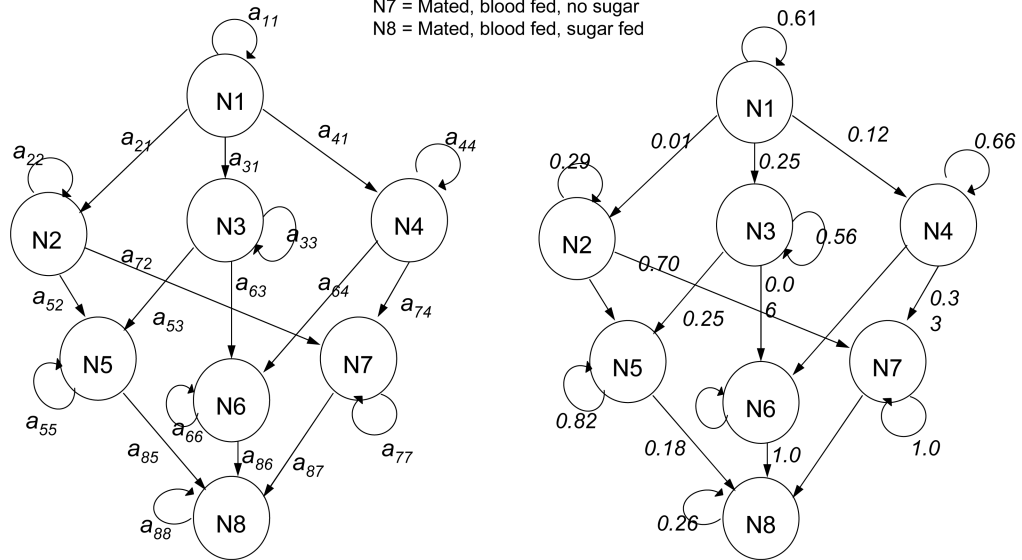 N7 = Mated, blood fed, no sugar
N8 = Mated, blood fed, sugar fed
a11
N1
a21
a31
a41
a22
a44
N2
N3
N4
a33
a72
a63
a64
a52
a53
a74
N5
N6
N7
a55
a66
a77
a85
a86
a87
a88
N8
0.61
N1
0.01
0.25
0.12
0.29
0.66
N2
N3
N4
0.56
0.70
0.0
6
0.25
0.3
3
N5
N6
N7
0.82
0.18
1.0
1.0
0.26
N8